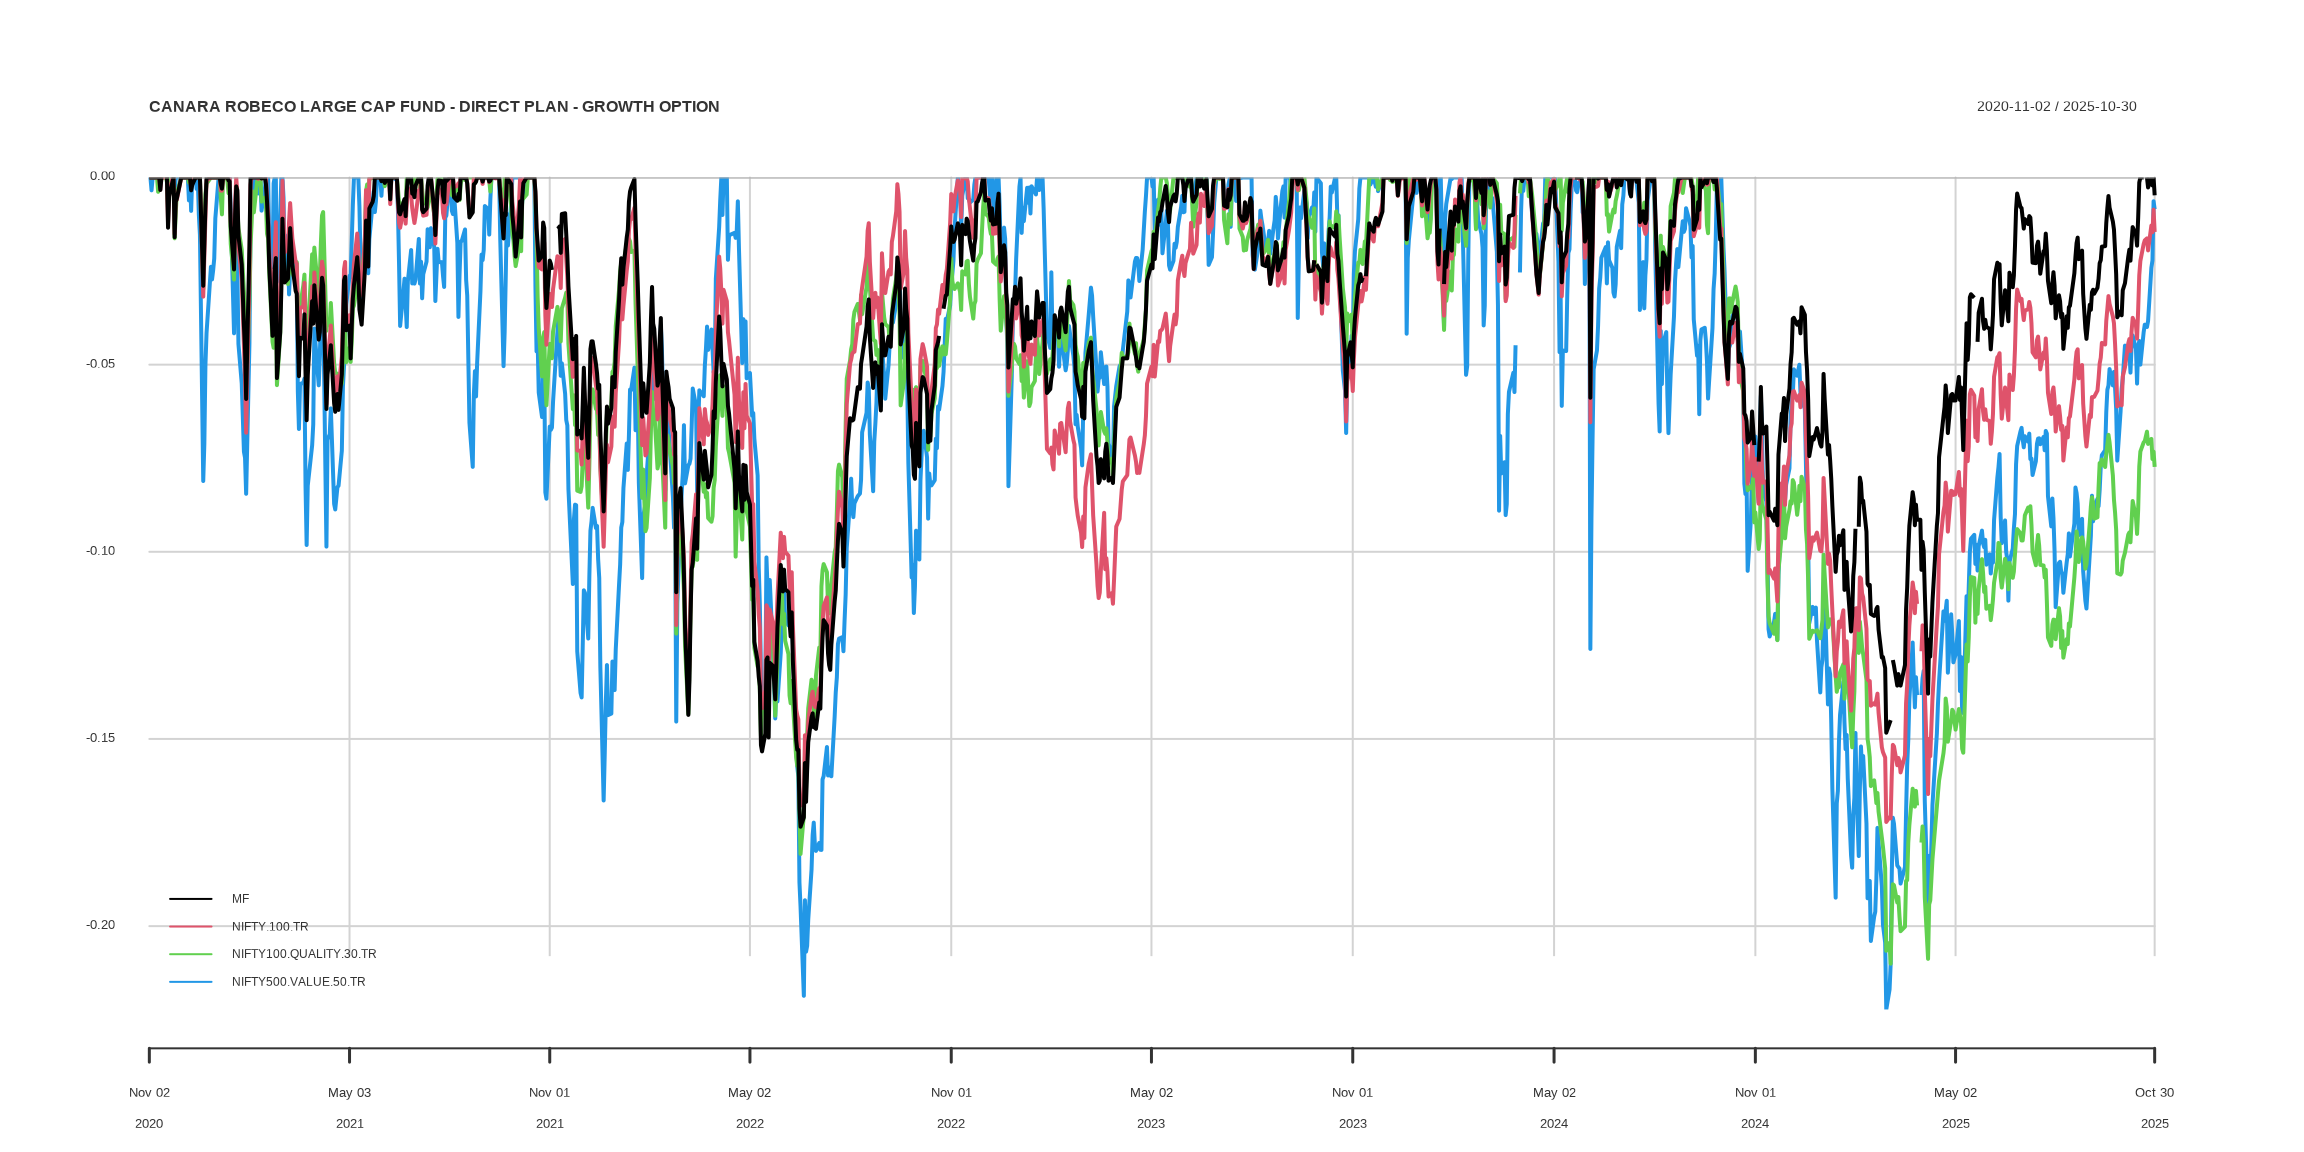 CANARA ROBECO LARGE CAP FUND - DIRECT PLAN - GROWTH OPTION
2020-11-02 / 2025-10-30
0.00
-0.05
-0.10
-0.15
-0.20
MF
NIFTY.100.TR
NIFTY100.QUALITY.30.TR
NIFTY500.VALUE.50.TR
Nov 02 May 03 Nov 01 May 02 Nov 01 May 02 Nov 01 May 02 Nov 01 May 02 Oct 30
2020 2021 2021 2022 2022 2023 2023 2024 2024 2025 2025